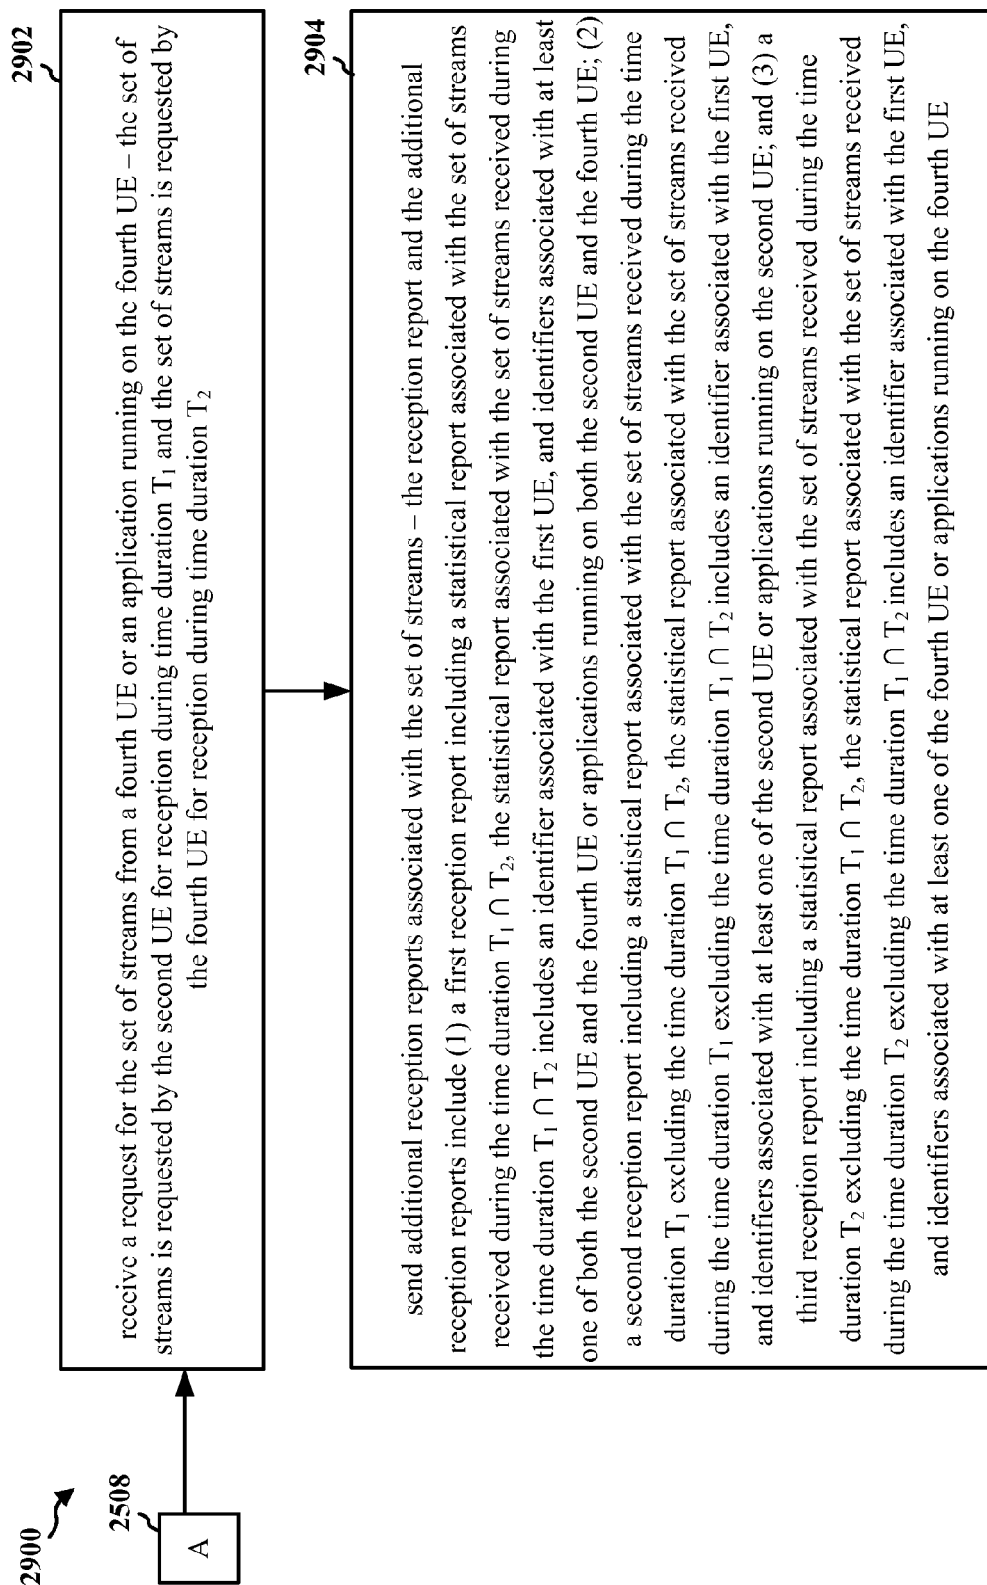 2900
2508
A
2902
receive a request for the set of streams from a fourth UE or an application running on the fourth UE – the set of
streams is requested by the second UE for reception during time duration T1 and the set of streams is requested by
the fourth UE for reception during time duration T2
2904
send additional reception reports associated with the set of streams – the reception report and the additional
reception reports include (1) a first reception report including a statistical report associated with the set of streams
received during the time duration T1 ∩ T2, the statistical report associated with the set of streams received during
the time duration T1 ∩ T2 includes an identifier associated with the first UE, and identifiers associated with at least
one of both the second UE and the fourth UE or applications running on both the second UE and the fourth UE; (2)
a second reception report including a statistical report associated with the set of streams received during the time
duration T1 excluding the time duration T1 ∩ T2, the statistical report associated with the set of streams received
during the time duration T1 excluding the time duration T1 ∩ T2 includes an identifier associated with the first UE,
and identifiers associated with at least one of the second UE or applications running on the second UE; and (3) a
third reception report including a statistical report associated with the set of streams received during the time
duration T2 excluding the time duration T1 ∩ T2, the statistical report associated with the set of streams received
during the time duration T2 excluding the time duration T1 ∩ T2 includes an identifier associated with the first UE,
and identifiers associated with at least one of the fourth UE or applications running on the fourth UE